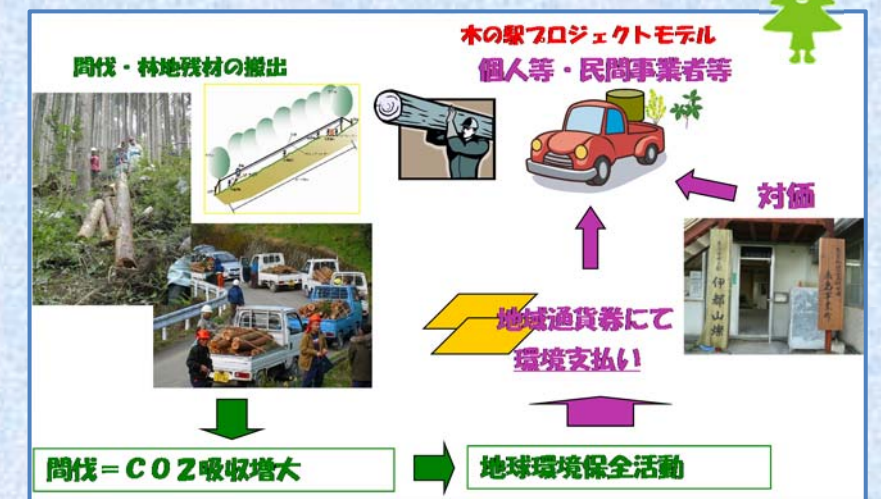 木の駅プロジェクトモデル
間伐・林地残材の搬出
個人等・民間事業者等
対価
伊都山燦
地域通貨券にて
環境支払い
間伐=CO2吸収増大
地球環境保全活動